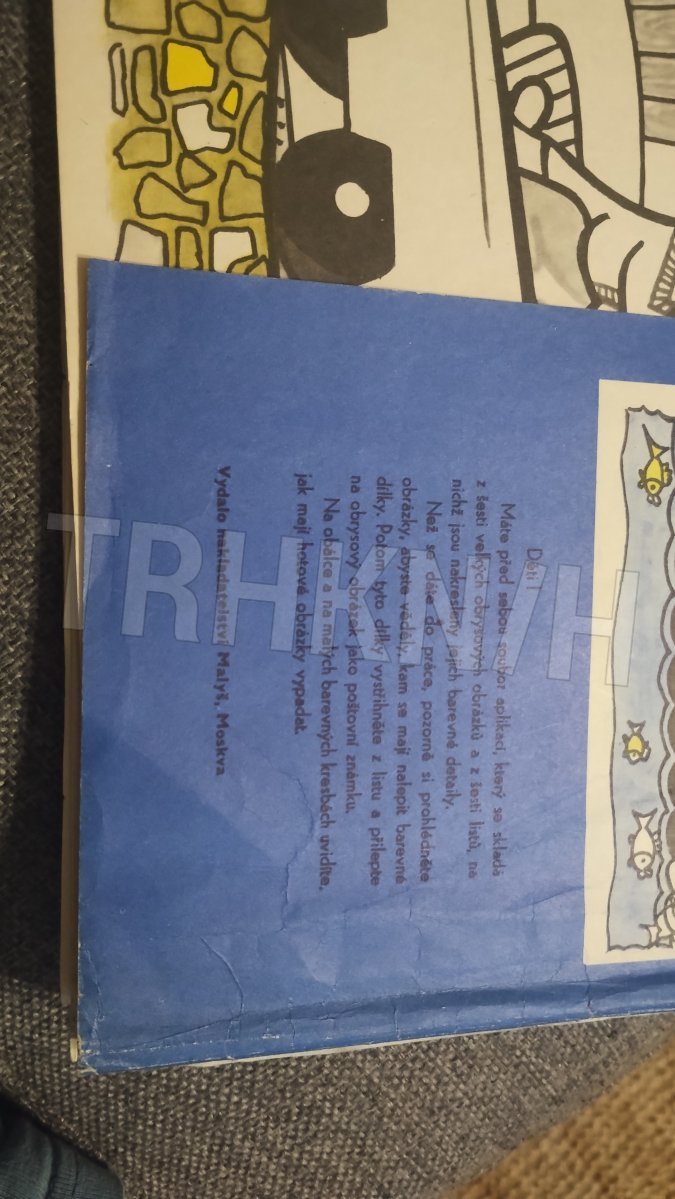 Děti!
Máte před sebou soubor aplikací, který se skládá
z šesti velkých obrysových obrázků a z šesti listů, na
nichž jsou nakresleny jejich barevné detaily.
Než se dáte do práce, pozorně si prohlédněte
obrázky, abyste věděly, kam se mají nalepit barevné
dílky. Potom tyto dílky vystřihněte z listu a přilepte
na obrysový obrázek jako poštovní známku.
Na obálce a na malých barevných kresbách uvidíte,
jak mají hotové obrázky vypadat.
Vydalo nakladatelství Malyš, Moskva
TRHKNIH